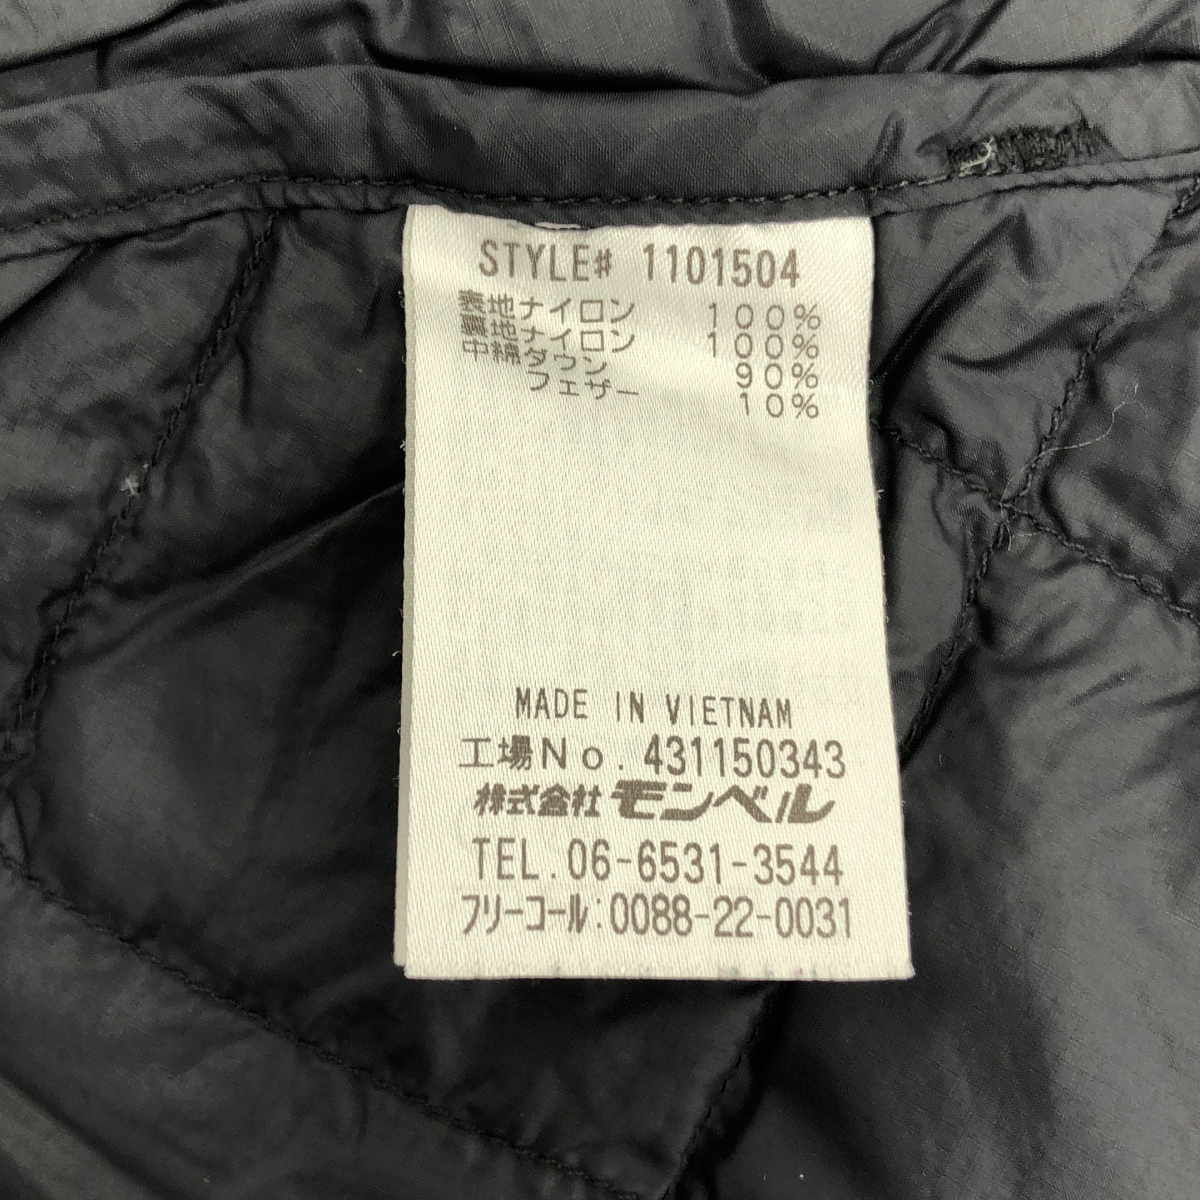 STYLE# 1101504
表地ナイロン 100%
裏地ナイロン 100%
中綿ダウン 90%
フェザー 10%
MADE IN VIETNAM
工場No. 431150343
株式会社モンベル
TEL. 06-6531-3544
フリーコール:0088-22-0031